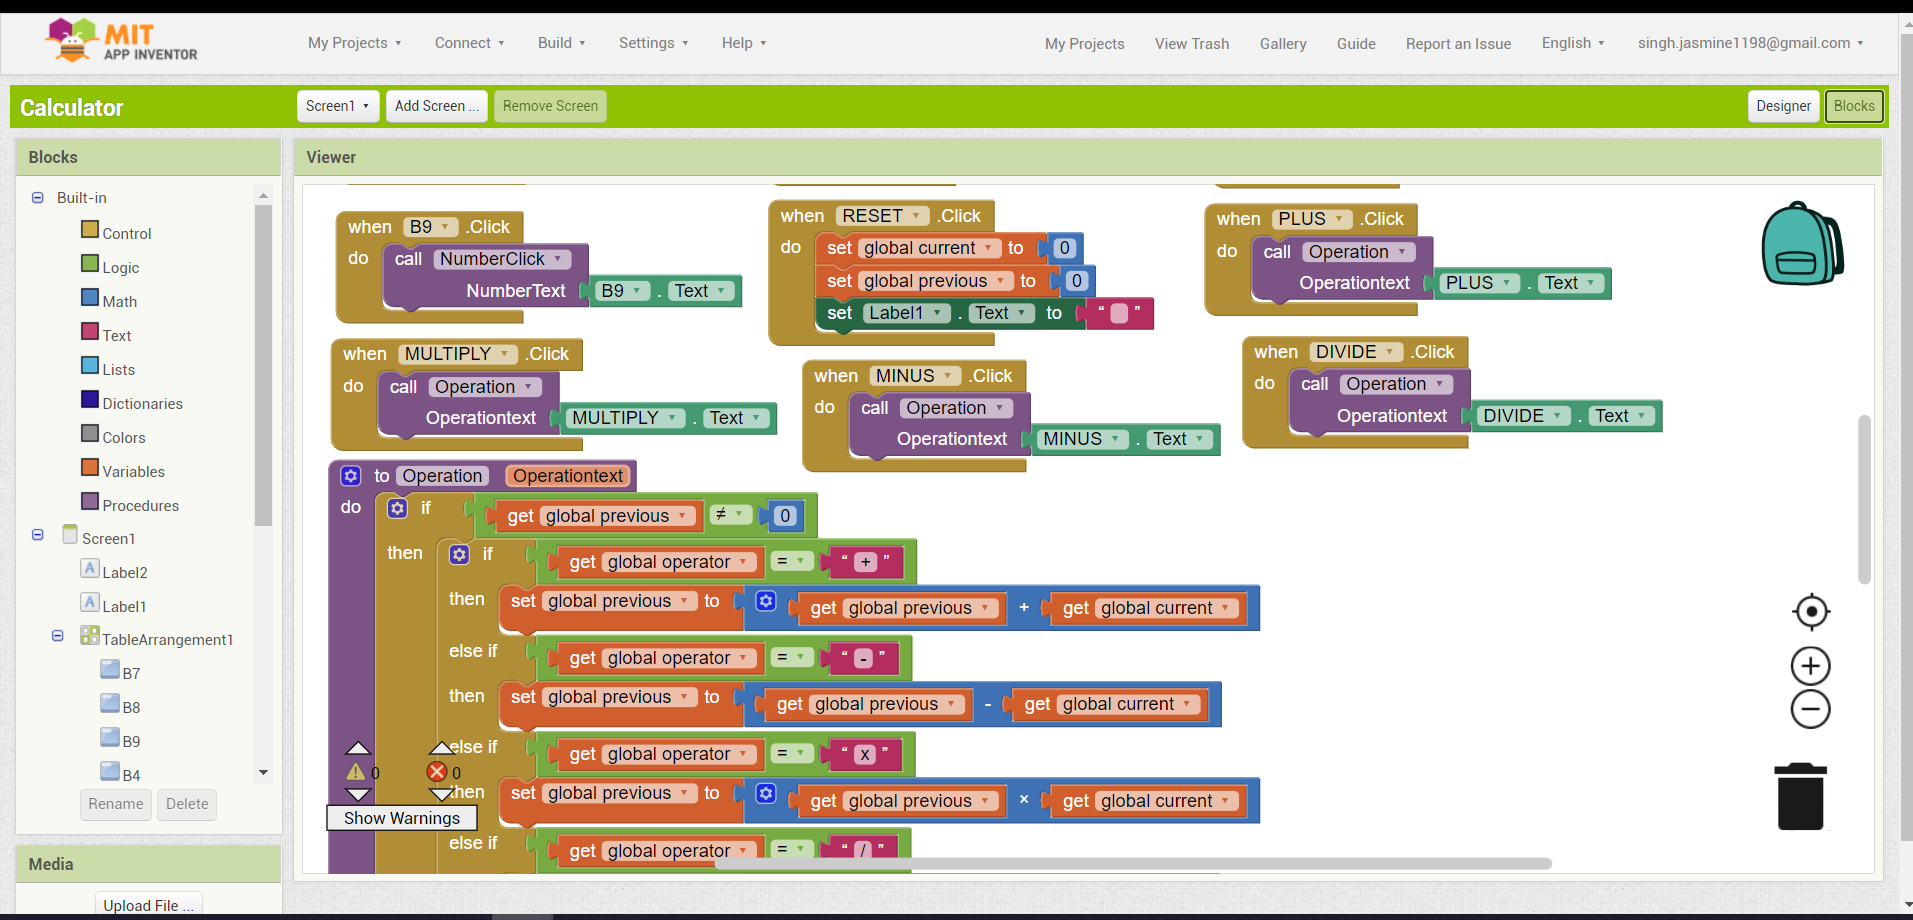 MIT
APP INVENTOR
My Projects
Connect
Build
Settings
Help
My Projects
View Trash
Gallery
Guide
Report an Issue
English
singh.jasmine1198@gmail.com
Calculator
Screen1
Add Screen ...
Remove Screen
Designer
Blocks
Blocks
Built-in
Control
Logic
Math
Text
Lists
Dictionaries
Colors
Variables
Procedures
Screen1
Label2
Label1
TableArrangement1
B7
B8
B9
B4
Rename
Delete
Media
Upload File ...
Viewer
when B9 .Click
do call NumberClick
NumberText B9 . Text
when RESET .Click
do set global current to 0
set global previous to 0
set Label1 . Text to “ ”
when PLUS .Click
do call Operation
Operationtext PLUS . Text
when MULTIPLY .Click
do call Operation
Operationtext MULTIPLY . Text
when MINUS .Click
do call Operation
Operationtext MINUS . Text
when DIVIDE .Click
do call Operation
Operationtext DIVIDE . Text
to Operation Operationtext
do if get global previous ≠ 0
then if get global operator = “ + ”
then set global previous to get global previous + get global current
else if get global operator = “ - ”
then set global previous to get global previous - get global current
else if get global operator = “ x ”
then set global previous to get global previous × get global current
else if get global operator = “ / ”
0 0
Show Warnings